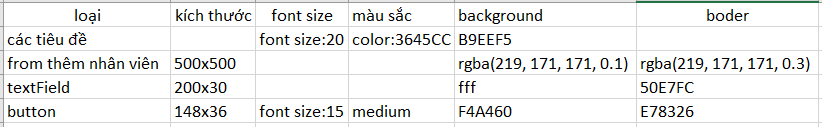 loại kích thước font size màu sắc background boder
các tiêu đề font size:20 color:3645CC B9EEF5
from thêm nhân viên 500x500 rgba(219, 171, 171, 0.1) rgba(219, 171, 171, 0.3)
textField 200x30 fff 50E7FC
button 148x36 font size:15 medium F4A460 E78326